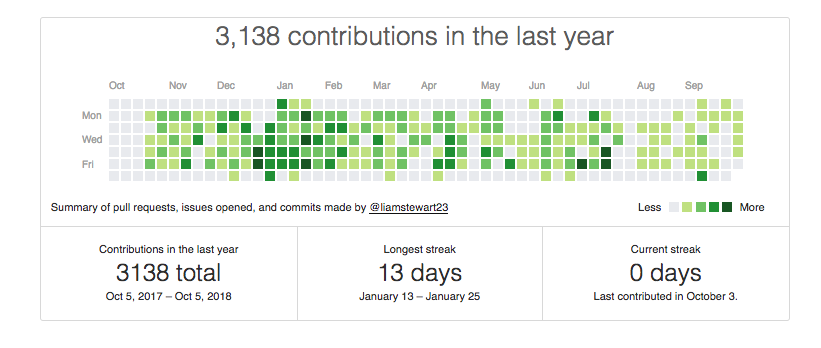 3,138 contributions in the last year
Oct Nov Dec Jan Feb Mar Apr May Jun Jul Aug Sep
Mon
Wed
Fri
Summary of pull requests, issues opened, and commits made by @liamstewart23 Less More
Contributions in the last year
3138 total
Oct 5, 2017 – Oct 5, 2018
Longest streak
13 days
January 13 – January 25
Current streak
0 days
Last contributed in October 3.